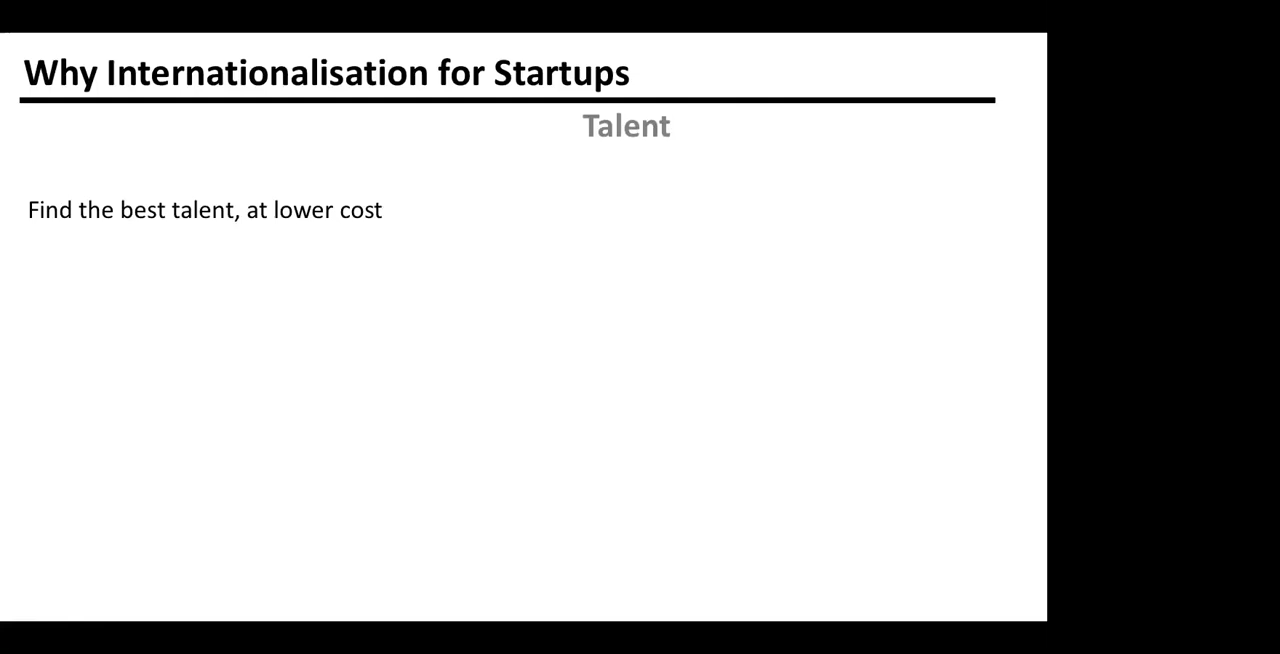 Why Internationalisation for Startups
Talent
Find the best talent, at lower cost